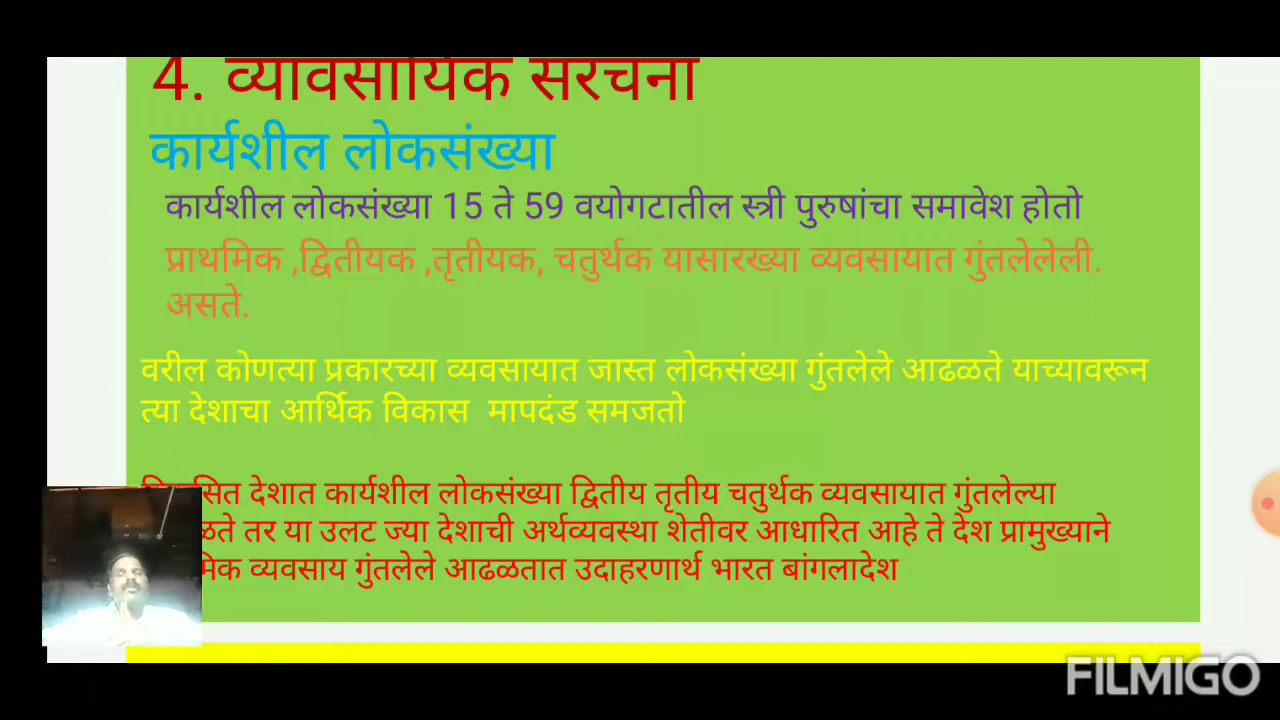 4. व्यावसायिक सरचना
कार्यशील लोकसंख्या
कार्यशील लोकसंख्या 15 ते 59 वयोगटातील स्त्री पुरुषांचा समावेश होतो
प्राथमिक ,द्वितीयक ,तृतीयक, चतुर्थक यासारख्या व्यवसायात गुंतलेलेली.
असते.
वरील कोणत्या प्रकारच्या व्यवसायात जास्त लोकसंख्या गुंतलेले आढळते याच्यावरून
त्या देशाचा आर्थिक विकास मापदंड समजतो
देशात कार्यशील लोकसंख्या द्वितीय तृतीय चतुर्थक व्यवसायात गुंतलेल्या
तर या उलट ज्या देशाची अर्थव्यवस्था शेतीवर आधारित आहे ते देश प्रामुख्याने
व्यवसाय गुंतलेले आढळतात उदाहरणार्थ भारत बांगलादेश
FILMIGO